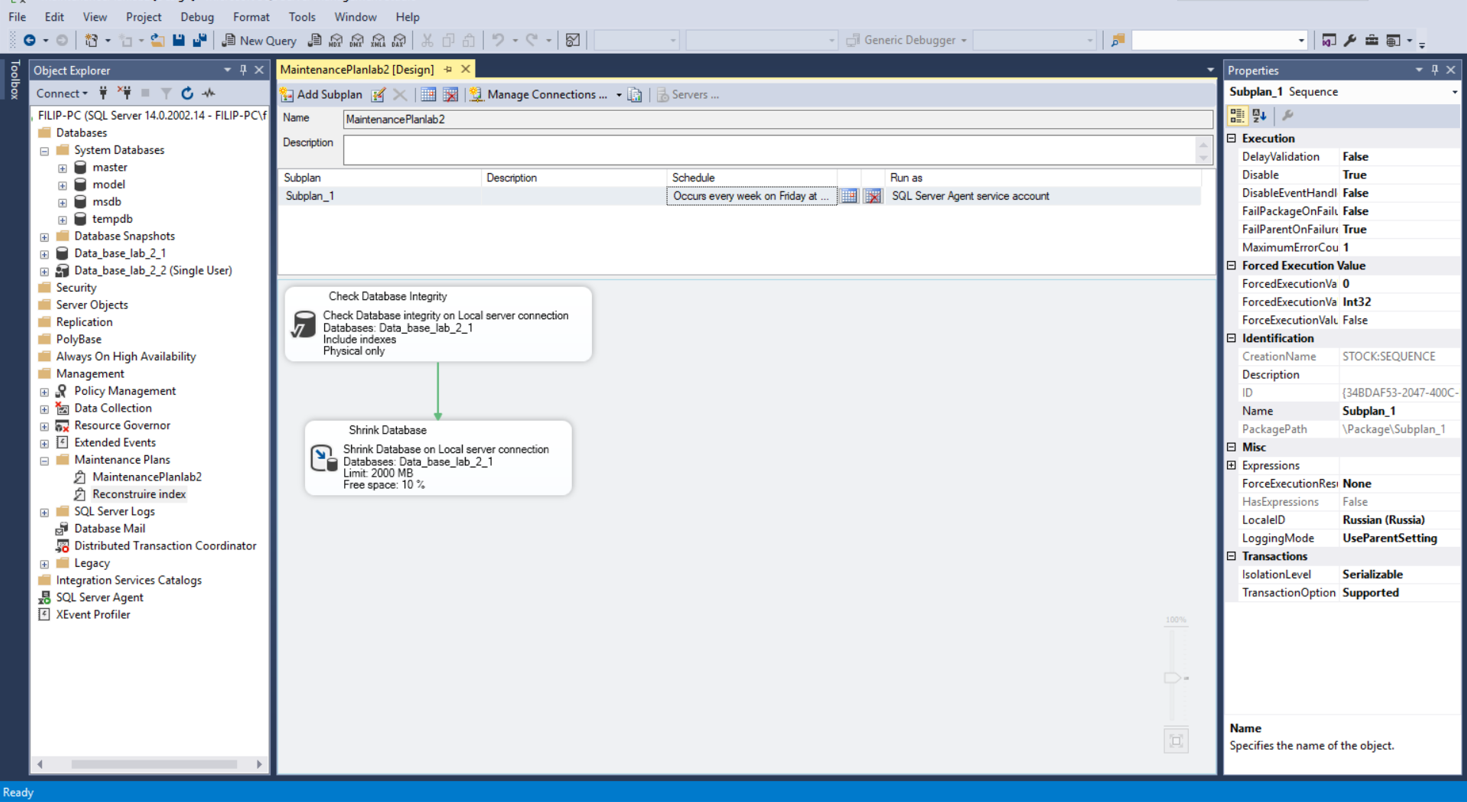 File Edit View Project Debug Format Tools Window Help
New Query
MDX DMX XMLA DAX
Generic Debugger
Toolbox
Object Explorer
Connect
FILIP-PC (SQL Server 14.0.2002.14 - FILIP-PC\f
Databases
System Databases
master
model
msdb
tempdb
Database Snapshots
Data_base_lab_2_1
Data_base_lab_2_2 (Single User)
Security
Server Objects
Replication
PolyBase
Always On High Availability
Management
Policy Management
Data Collection
Resource Governor
Extended Events
Maintenance Plans
MaintenancePlanlab2
Reconstruire index
SQL Server Logs
Database Mail
Distributed Transaction Coordinator
Legacy
Integration Services Catalogs
SQL Server Agent
XEvent Profiler
MaintenancePlanlab2 [Design]
Add Subplan Manage Connections ... Servers ...
Name MaintenancePlanlab2
Description
Subplan Description Schedule Run as
Subplan_1 Occurs every week on Friday at ... SQL Server Agent service account
Check Database Integrity
Check Database integrity on Local server connection
Databases: Data_base_lab_2_1
Include indexes
Physical only
Shrink Database
Shrink Database on Local server connection
Databases: Data_base_lab_2_1
Limit: 2000 MB
Free space: 10 %
100%
Properties
Subplan_1 Sequence
Execution
DelayValidation False
Disable True
DisableEventHandl False
FailPackageOnFailu False
FailParentOnFailure True
MaximumErrorCou 1
Forced Execution Value
ForcedExecutionVa 0
ForcedExecutionVa Int32
ForceExecutionValu False
Identification
CreationName STOCK:SEQUENCE
Description
ID {34BDAF53-2047-400C-
Name Subplan_1
PackagePath \Package\Subplan_1
Misc
Expressions
ForceExecutionResu None
HasExpressions False
LocaleID Russian (Russia)
LoggingMode UseParentSetting
Transactions
IsolationLevel Serializable
TransactionOption Supported
Name
Specifies the name of the object.
Ready